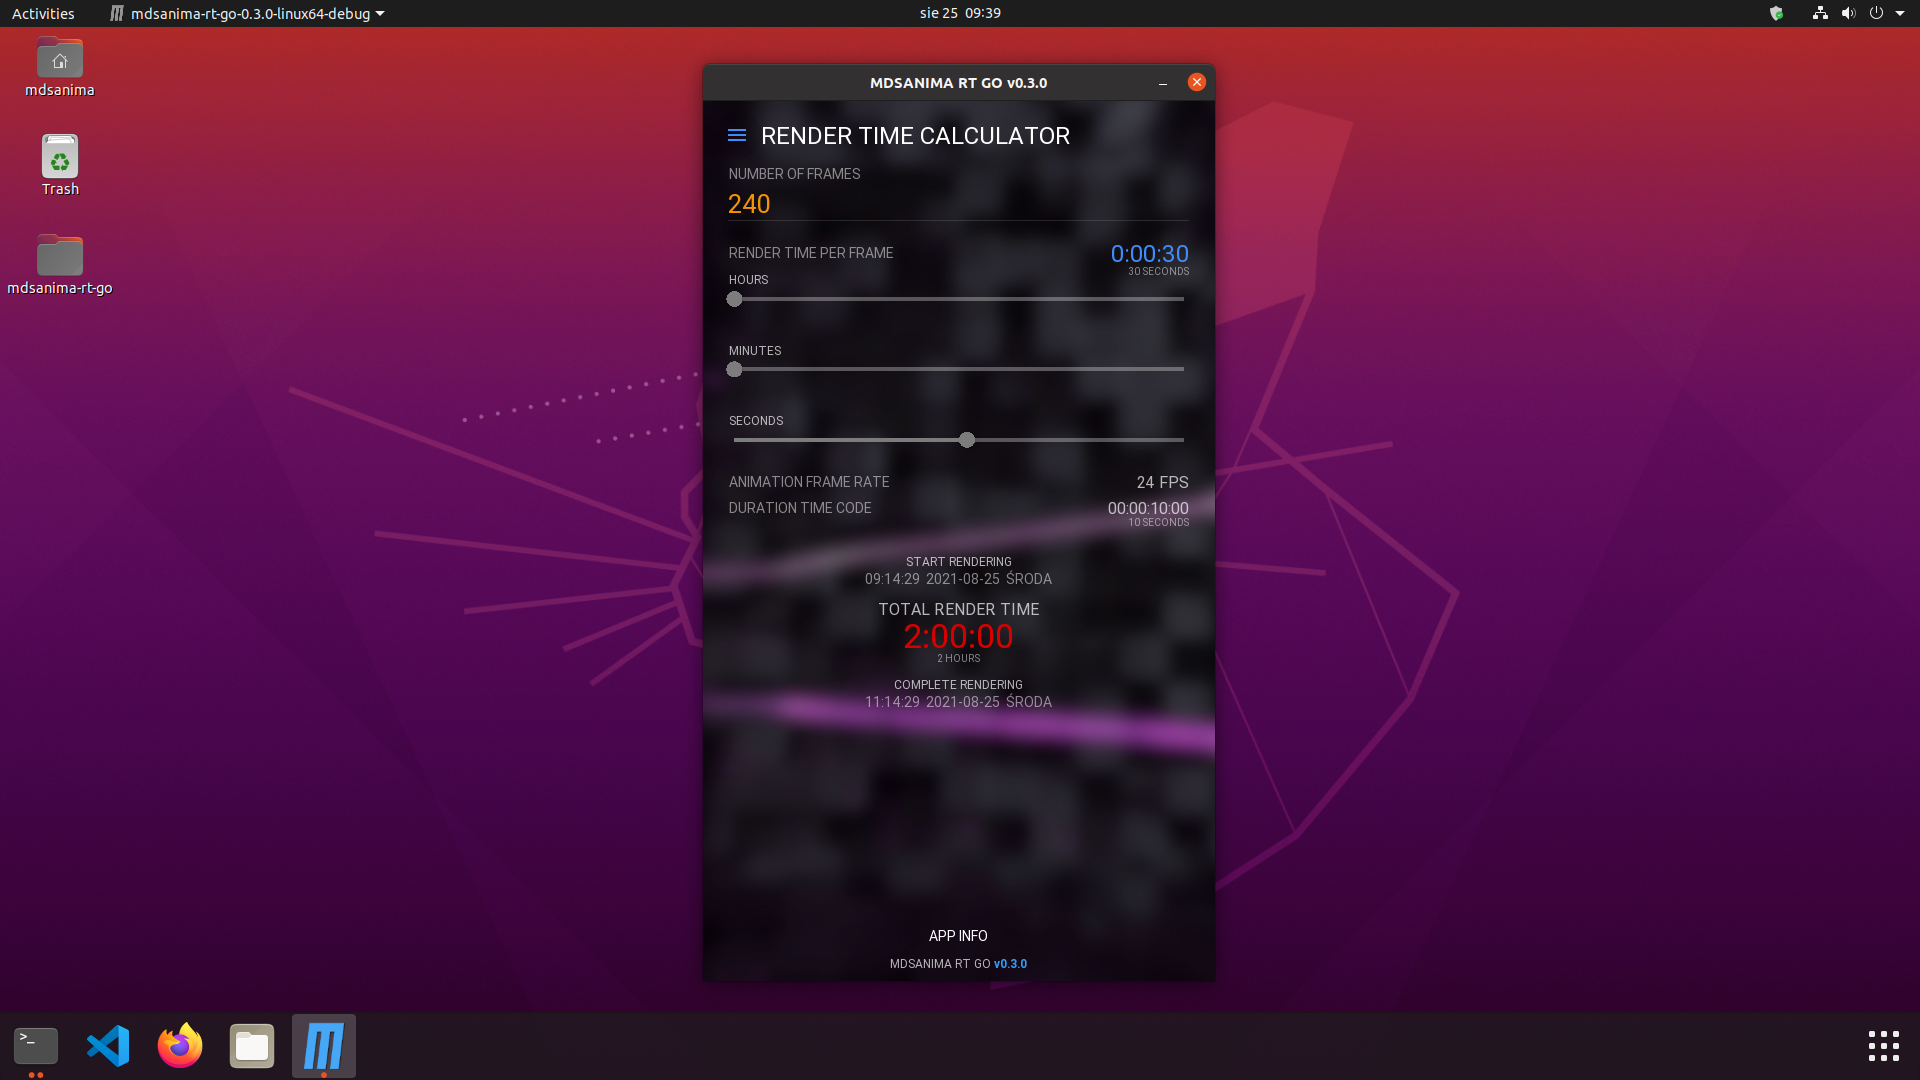 Activities
mdsanima-rt-go-0.3.0-linux64-debug
sie 25 09:39
mdsanima
Trash
mdsanima-rt-go
MDSANIMA RT GO v0.3.0
RENDER TIME CALCULATOR
NUMBER OF FRAMES
240
RENDER TIME PER FRAME
0:00:30
30 SECONDS
HOURS
MINUTES
SECONDS
ANIMATION FRAME RATE
24 FPS
DURATION TIME CODE
00:00:10:00
10 SECONDS
START RENDERING
09:14:29 2021-08-25 ŚRODA
TOTAL RENDER TIME
2:00:00
2 HOURS
COMPLETE RENDERING
11:14:29 2021-08-25 ŚRODA
APP INFO
MDSANIMA RT GO v0.3.0
>_